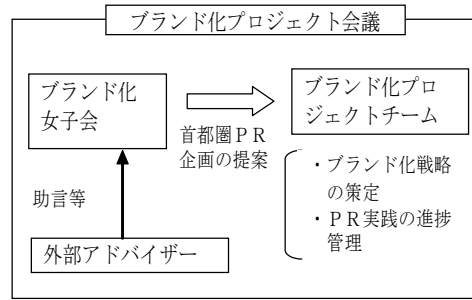 ブランド化プロジェクト会議
ブランド化
女子会
首都圏ＰＲ
企画の提案
ブランド化プロ
ジェクトチーム
・ブランド化戦略
の策定
・ＰＲ実践の進捗
管理
助言等
外部アドバイザー